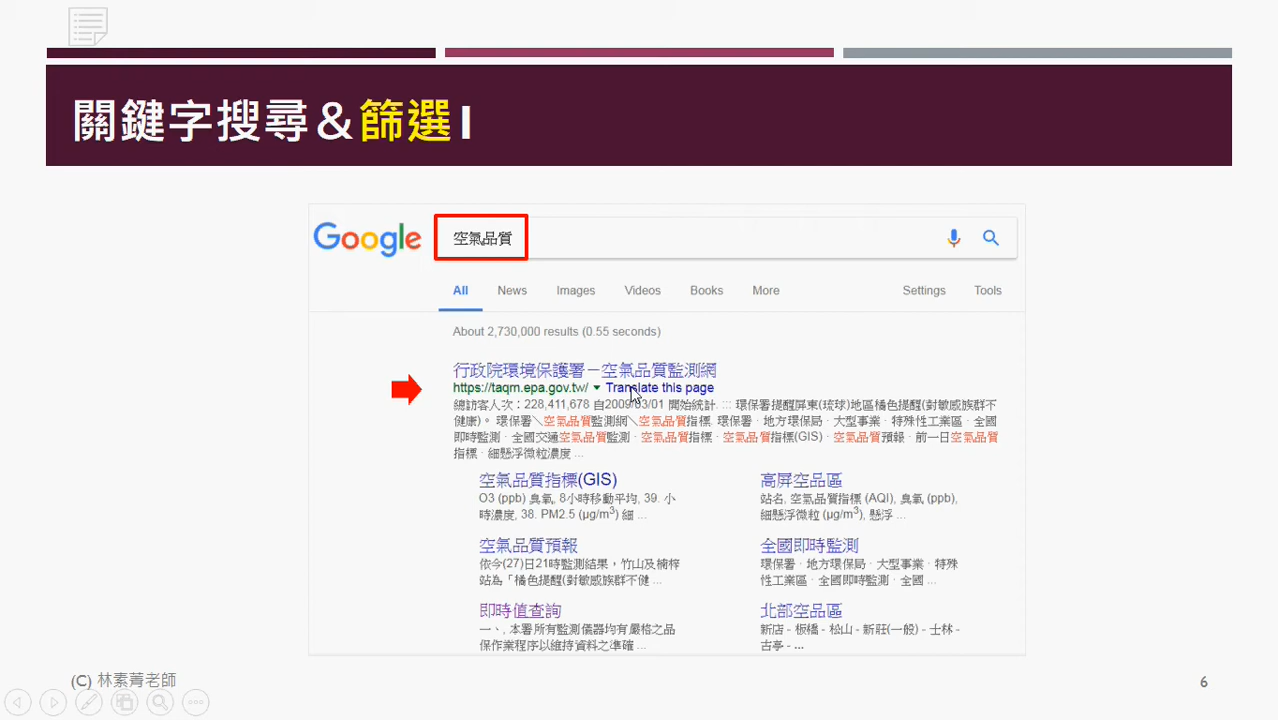 關鍵字搜尋&篩選I
Google 空氣品質
All News Images Videos Books More Settings Tools
About 2,730,000 results (0.55 seconds)
行政院環境保護署－空氣品質監測網
https://taqm.epa.gov.tw/ ▼ Translate this page
總訪客人次：228,411,678 自2009/03/01 開始統計. ::: 環保署提醒屏東(琉球)地區橘色提醒(對敏感族群不
健康)。 環保署＼空氣品質監測網＼空氣品質指標. 環保署 · 地方環保局 · 大型事業 · 特殊性工業區 · 全國
即時監測 · 全國交通空氣品質監測 · 空氣品質指標 · 空氣品質指標(GIS) · 空氣品質預報 · 前一日空氣品質
指標 · 細懸浮微粒濃度 ...
空氣品質指標(GIS)
O3 (ppb) 臭氧, 8小時移動平均, 39. 小
時濃度, 38. PM2.5 (μg/m3) 細 ...
高屏空品區
站名, 空氣品質指標 (AQI), 臭氧 (ppb),
細懸浮微粒 (μg/m3), 懸浮 ...
空氣品質預報
依今(27)日21時監測結果，竹山及楠梓
站為「橘色提醒(對敏感族群不健 ...
全國即時監測
環保署 · 地方環保局 · 大型事業 · 特殊
性工業區 · 全國即時監測 · 全國 ...
即時值查詢
一、, 本署所有監測儀器均有嚴格之品
保作業程序以維持資料之準確 ...
北部空品區
新店 - 板橋 - 松山 - 新莊(一般) - 士林 -
古亭 - ...
(C) 林素菁老師
6